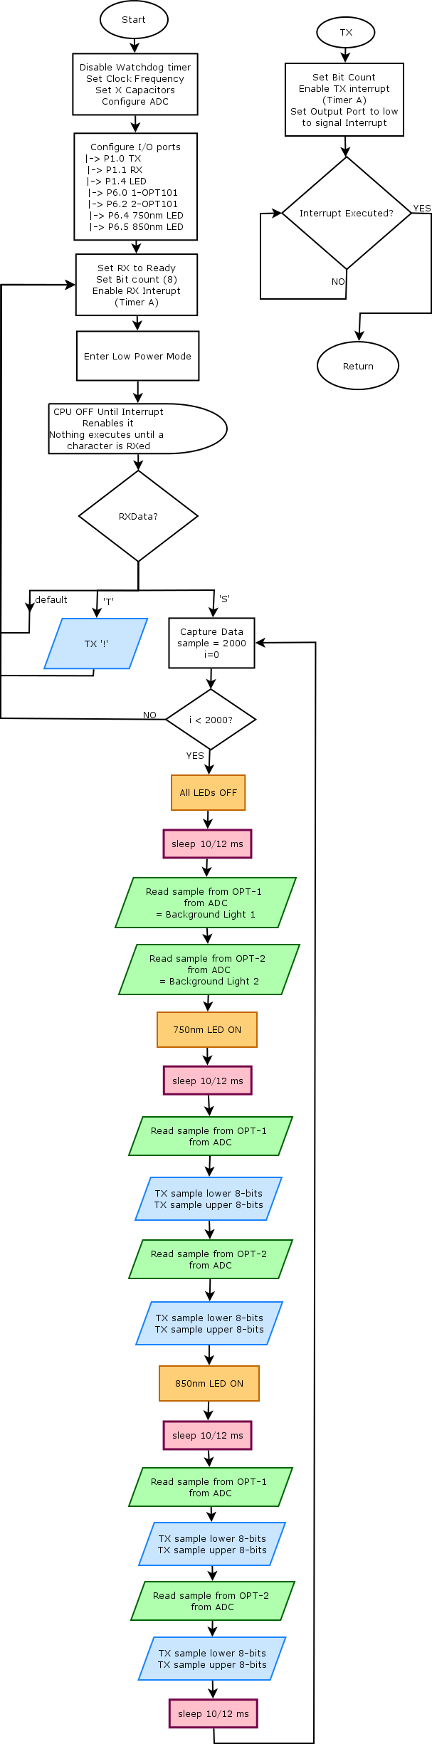 Start
Disable Watchdog timer
Set Clock Frequency
Set X Capacitors
Configure ADC
Configure I/O ports
|-> P1.0 TX
|-> P1.1 RX
|-> P1.4 LED
|-> P6.0 1-OPT101
|-> P6.2 2-OPT101
|-> P6.4 750nm LED
|-> P6.5 850nm LED
Set RX to Ready
Set Bit count (8)
Enable RX Interupt
(Timer A)
Enter Low Power Mode
CPU OFF Until Interrupt
Renables it
Nothing executes until a
character is RXed
RXData?
default
'T'
'S'
TX '!'
Capture Data
sample = 2000
i=0
i < 2000?
NO
YES
All LEDs OFF
sleep 10/12 ms
Read sample from OPT-1
from ADC
= Background Light 1
Read sample from OPT-2
from ADC
= Background Light 2
750nm LED ON
sleep 10/12 ms
Read sample from OPT-1
from ADC
TX sample lower 8-bits
TX sample upper 8-bits
Read sample from OPT-2
from ADC
TX sample lower 8-bits
TX sample upper 8-bits
850nm LED ON
sleep 10/12 ms
Read sample from OPT-1
from ADC
TX sample lower 8-bits
TX sample upper 8-bits
Read sample from OPT-2
from ADC
TX sample lower 8-bits
TX sample upper 8-bits
sleep 10/12 ms
TX
Set Bit Count
Enable TX interrupt
(Timer A)
Set Output Port to low
to signal Interrupt
Interrupt Executed?
YES
NO
Return